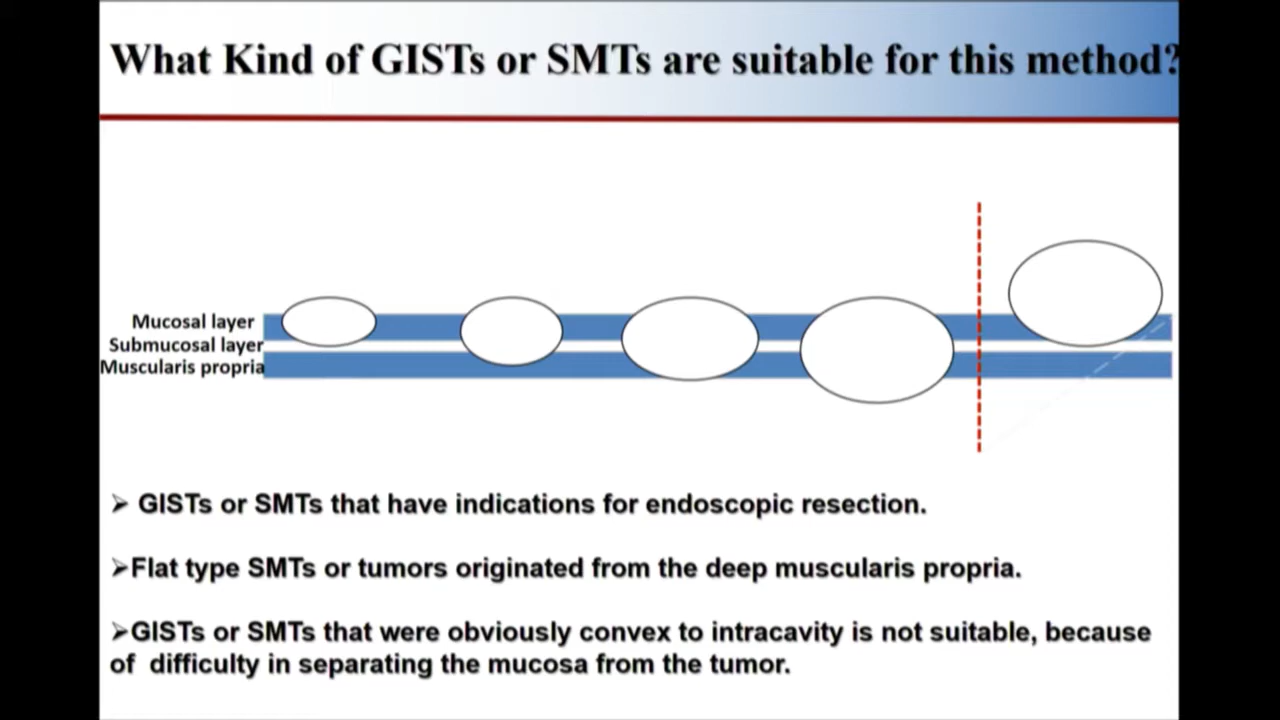 What Kind of GISTs or SMTs are suitable for this method?
Mucosal layer
Submucosal layer
Muscularis propria
➢ GISTs or SMTs that have indications for endoscopic resection.
➢Flat type SMTs or tumors originated from the deep muscularis propria.
➢GISTs or SMTs that were obviously convex to intracavity is not suitable, because
of difficulty in separating the mucosa from the tumor.